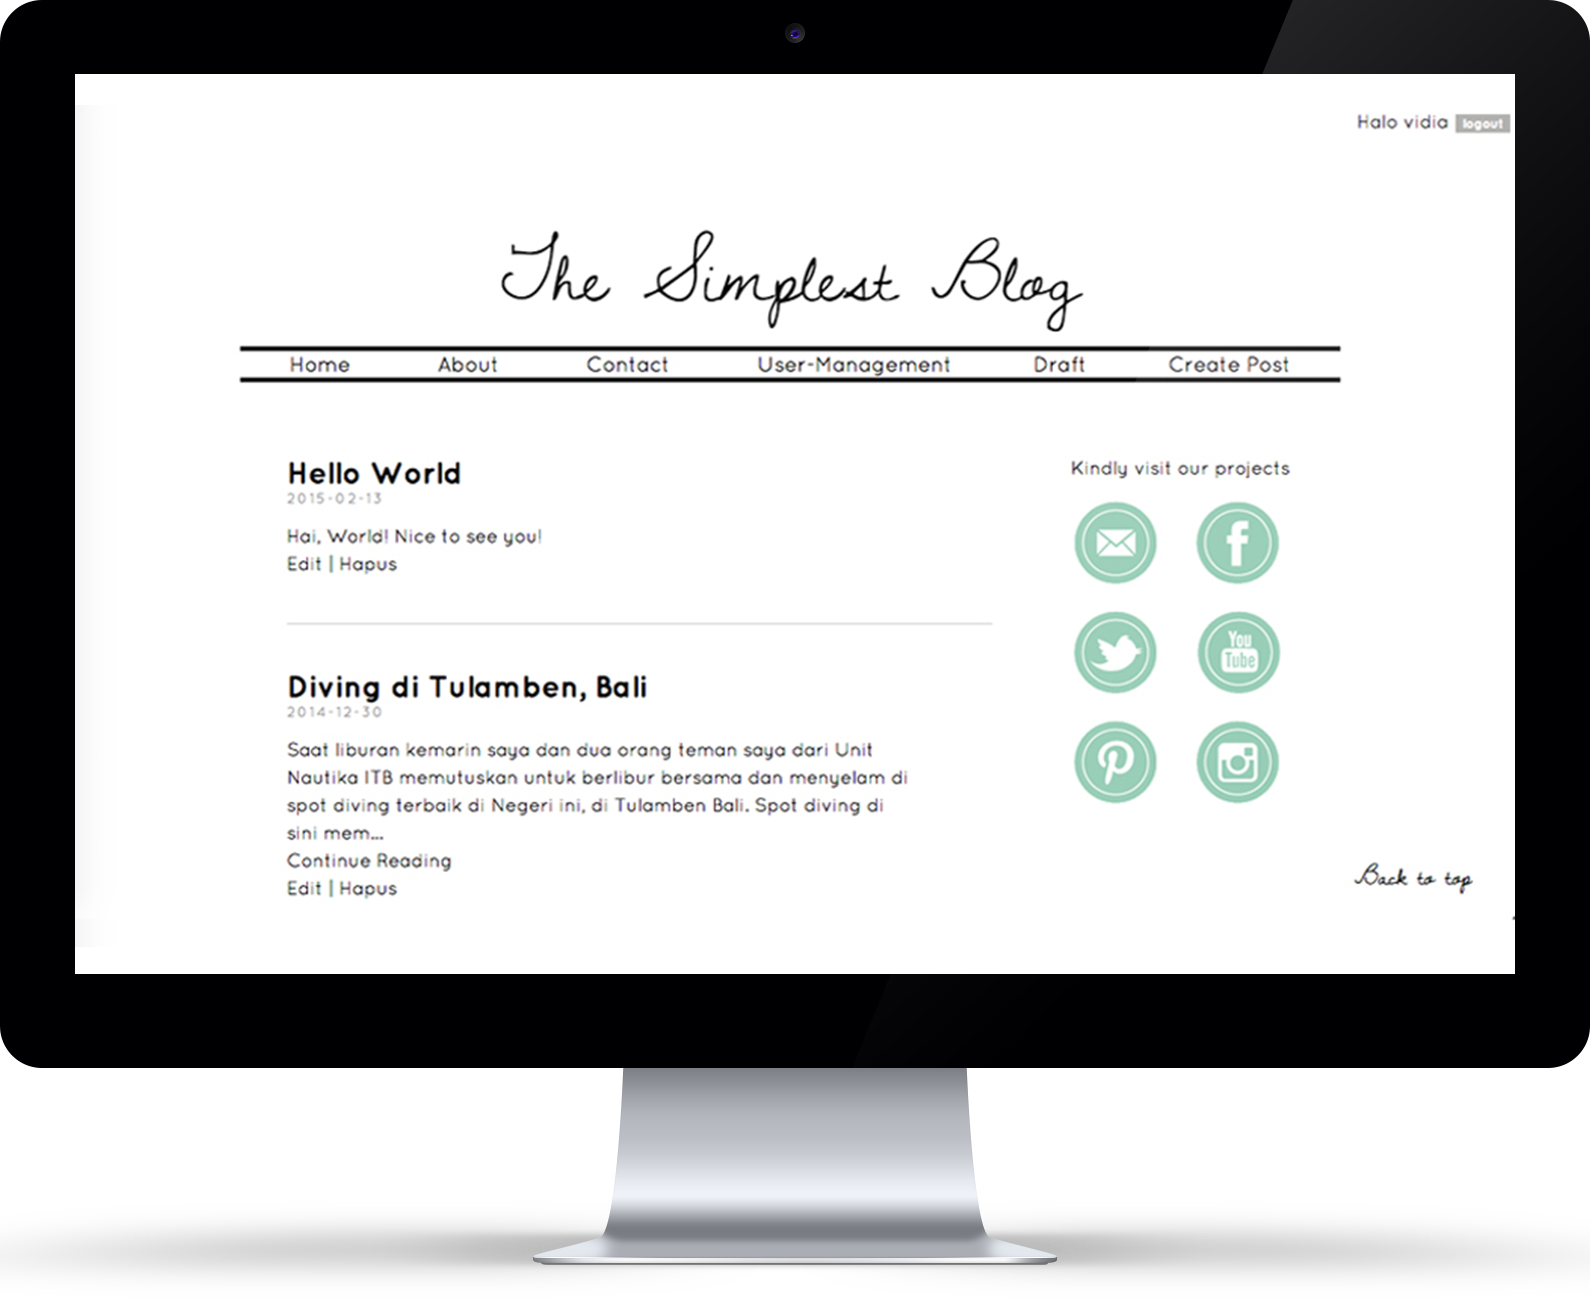 Halo vidia logout
The Simplest Blog
Home About Contact User-Management Draft Create Post
Hello World
2015-02-13
Hai, World! Nice to see you!
Edit | Hapus
Diving di Tulamben, Bali
2014-12-30
Saat liburan kemarin saya dan dua orang teman saya dari Unit
Nautika ITB memutuskan untuk berlibur bersama dan menyelam di
spot diving terbaik di Negeri ini, di Tulamben Bali. Spot diving di
sini mem...
Continue Reading
Edit | Hapus
Kindly visit our projects
You
Tube
Back to top